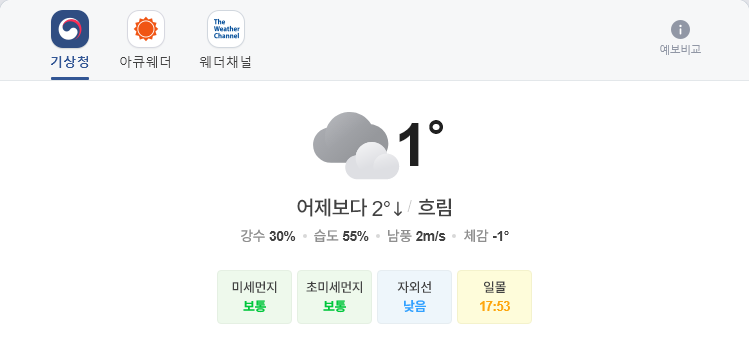 The
Weather
Channel
기상청 아큐웨더 웨더채널
예보비교
1°
어제보다 2°↓ / 흐림
강수 30% • 습도 55% • 남풍 2m/s • 체감 -1°
미세먼지 초미세먼지 자외선 일몰
보통 보통 낮음 17:53